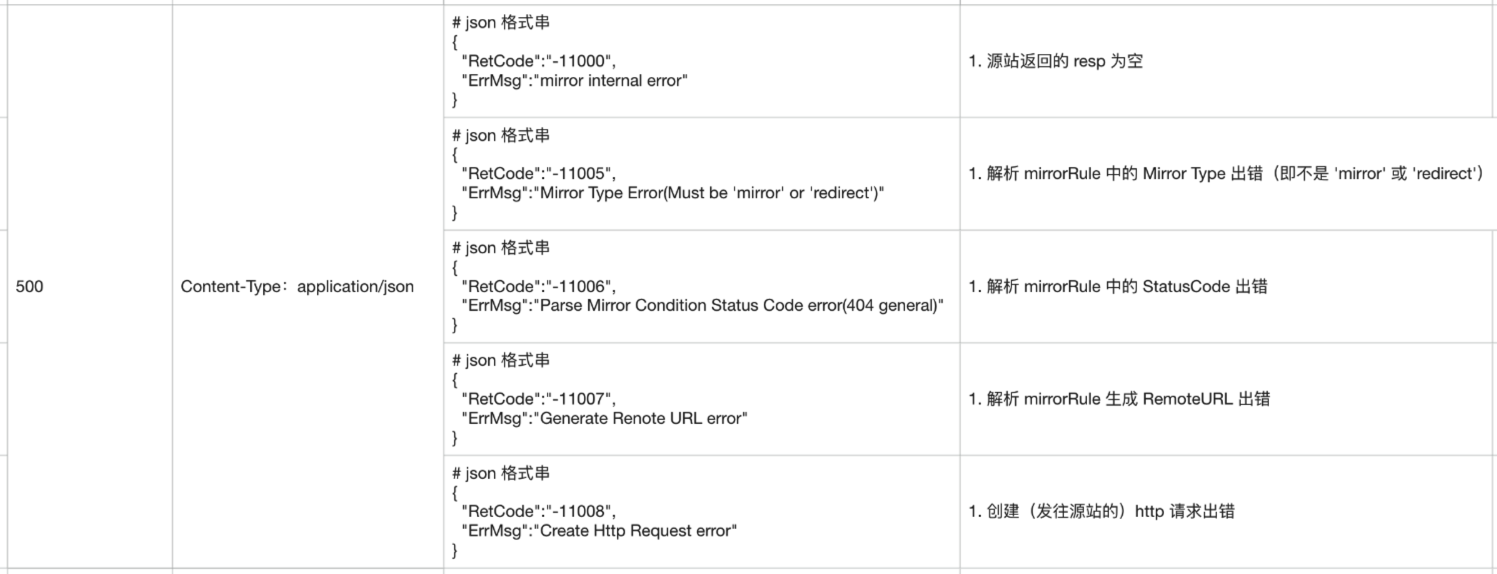 500
Content-Type：application/json
# json 格式串
{
"RetCode":"-11000",
"ErrMsg":"mirror internal error"
}
1. 源站返回的 resp 为空
# json 格式串
{
"RetCode":"-11005",
"ErrMsg":"Mirror Type Error(Must be 'mirror' or 'redirect')"
}
1. 解析 mirrorRule 中的 Mirror Type 出错（即不是 'mirror' 或 'redirect'）
# json 格式串
{
"RetCode":"-11006",
"ErrMsg":"Parse Mirror Condition Status Code error(404 general)"
}
1. 解析 mirrorRule 中的 StatusCode 出错
# json 格式串
{
"RetCode":"-11007",
"ErrMsg":"Generate Renote URL error"
}
1. 解析 mirrorRule 生成 RemoteURL 出错
# json 格式串
{
"RetCode":"-11008",
"ErrMsg":"Create Http Request error"
}
1. 创建（发往源站的）http 请求出错